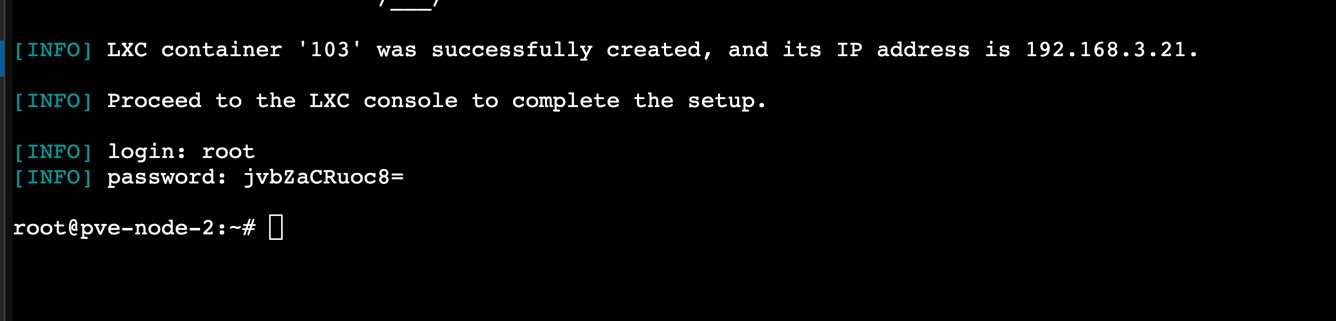 /___/
[INFO] LXC container '103' was successfully created, and its IP address is 192.168.3.21.
[INFO] Proceed to the LXC console to complete the setup.
[INFO] login: root
[INFO] password: jvbZaCRuoc8=
root@pve-node-2:~#